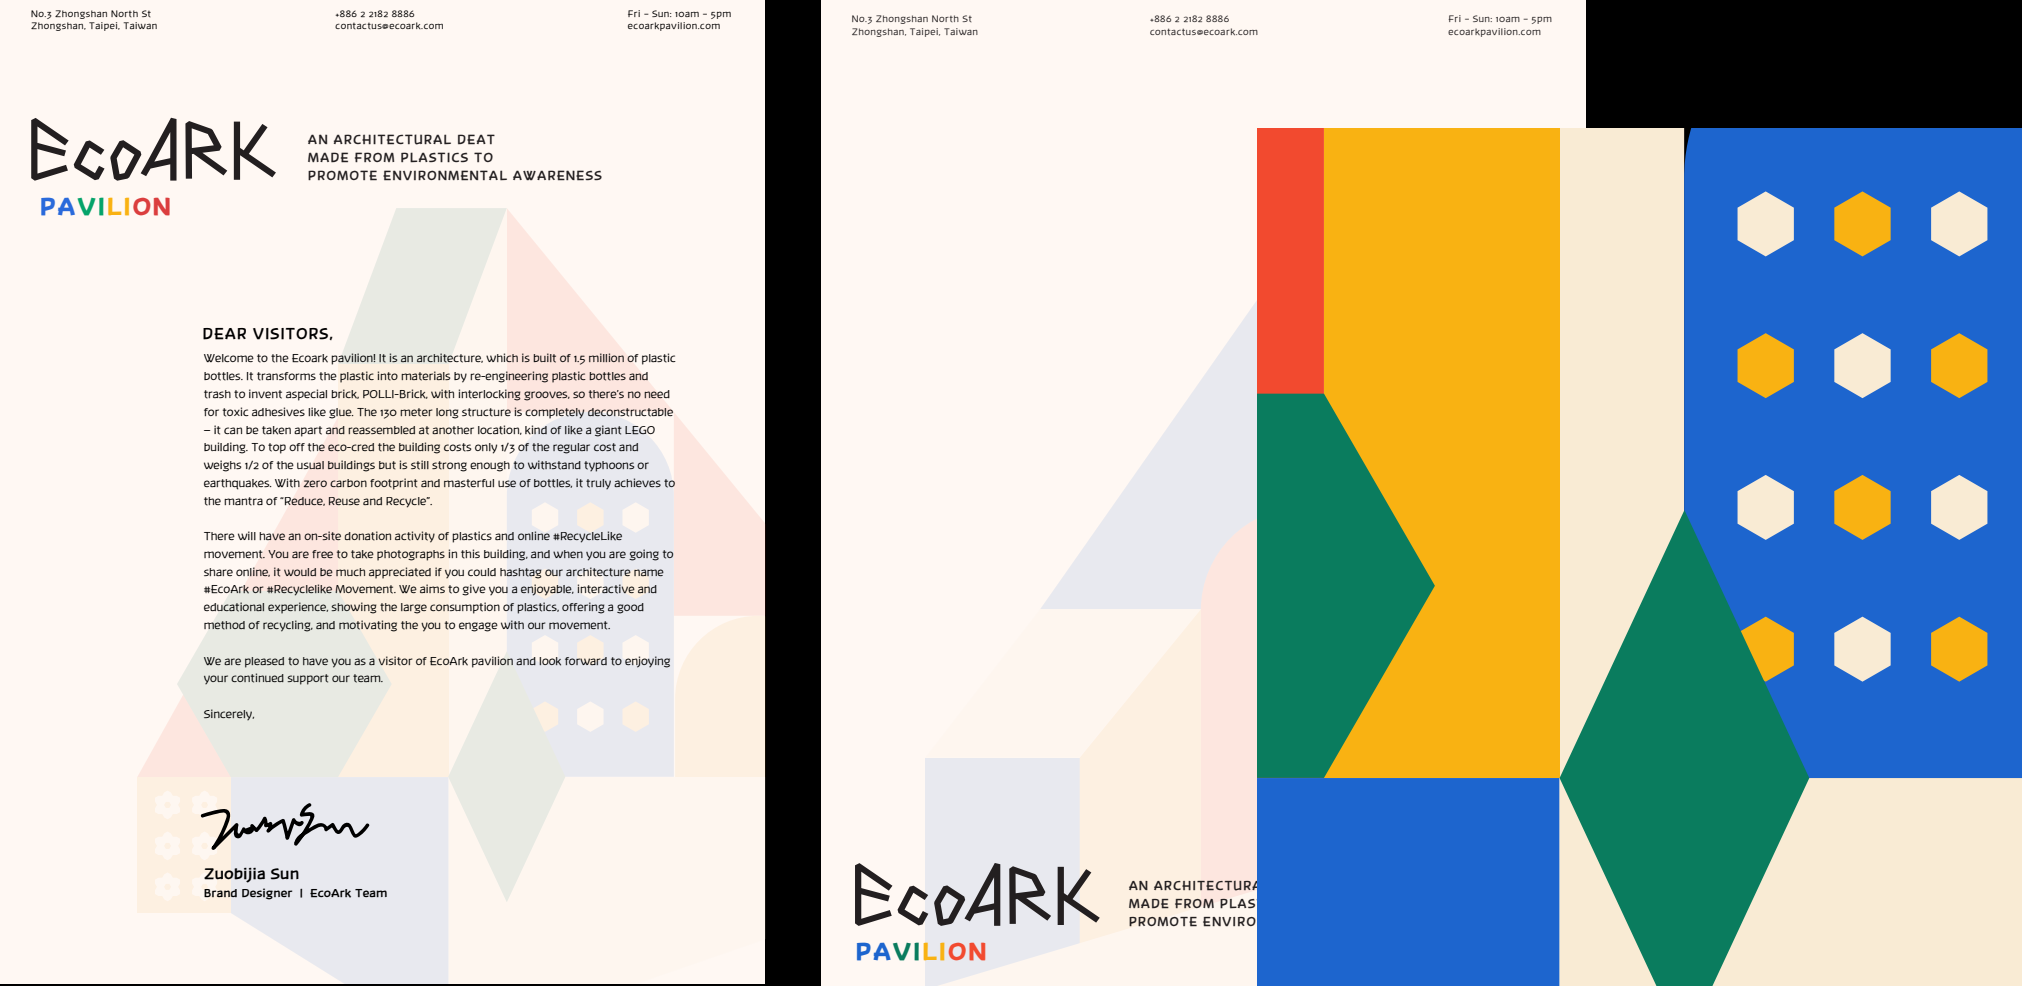 No.3 Zhongshan North St
Zhongshan, Taipei, Taiwan
+886 2 2182 8886
contactus@ecoark.com
Fri - Sun: 10am - 5pm
ecoarkpavilion.com
EcoARK
PAVILION
AN ARCHITECTURAL DEAT
MADE FROM PLASTICS TO
PROMOTE ENVIRONMENTAL AWARENESS
DEAR VISITORS,
Welcome to the Ecoark pavilion! It is an architecture, which is built of 1.5 million of plastic
bottles. It transforms the plastic into materials by re-engineering plastic bottles and
trash to invent aspecial brick, POLLI-Brick, with interlocking grooves, so there's no need
for toxic adhesives like glue. The 130 meter long structure is completely deconstructable
– it can be taken apart and reassembled at another location, kind of like a giant LEGO
building. To top off the eco-cred the building costs only 1/3 of the regular cost and
weighs 1/2 of the usual buildings but is still strong enough to withstand typhoons or
earthquakes. With zero carbon footprint and masterful use of bottles, it truly achieves to
the mantra of "Reduce, Reuse and Recycle".
There will have an on-site donation activity of plastics and online #RecycleLike
movement. You are free to take photographs in this building, and when you are going to
share online, it would be much appreciated if you could hashtag our architecture name
#EcoArk or #Recyclelike Movement. We aims to give you a enjoyable, interactive and
educational experience, showing the large consumption of plastics, offering a good
method of recycling, and motivating the you to engage with our movement.
We are pleased to have you as a visitor of EcoArk pavilion and look forward to enjoying
your continued support our team.
Sincerely,
Zuobijia Sun
Brand Designer | EcoArk Team
No.3 Zhongshan North St
Zhongshan, Taipei, Taiwan
+886 2 2182 8886
contactus@ecoark.com
Fri - Sun: 10am - 5pm
ecoarkpavilion.com
EcoARK
PAVILION
AN ARCHITECTURA
MADE FROM PLAS
PROMOTE ENVIRO